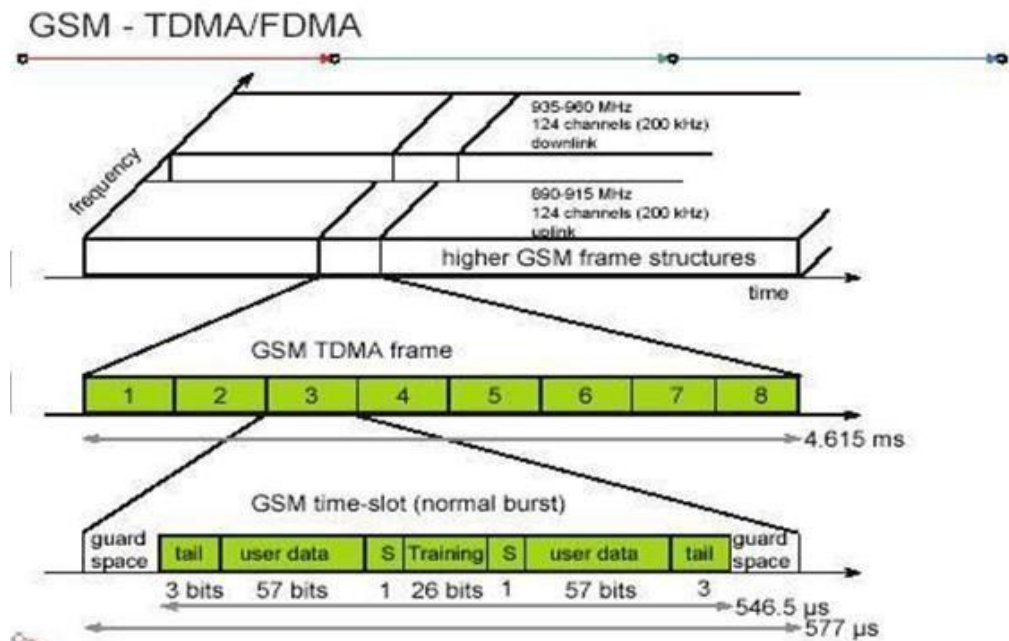 GSM - TDMA/FDMA
935-960 MHz
124 channels (200 kHz)
downlink
frequency
890-915 MHz
124 channels (200 kHz)
uplink
higher GSM frame structures
time
GSM TDMA frame
1 2 3 4 5 6 7 8
4.615 ms
GSM time-slot (normal burst)
guard space
tail user data S Training S user data tail
guard space
3 bits 57 bits 1 26 bits 1 57 bits 3
546.5 µs
577 µs